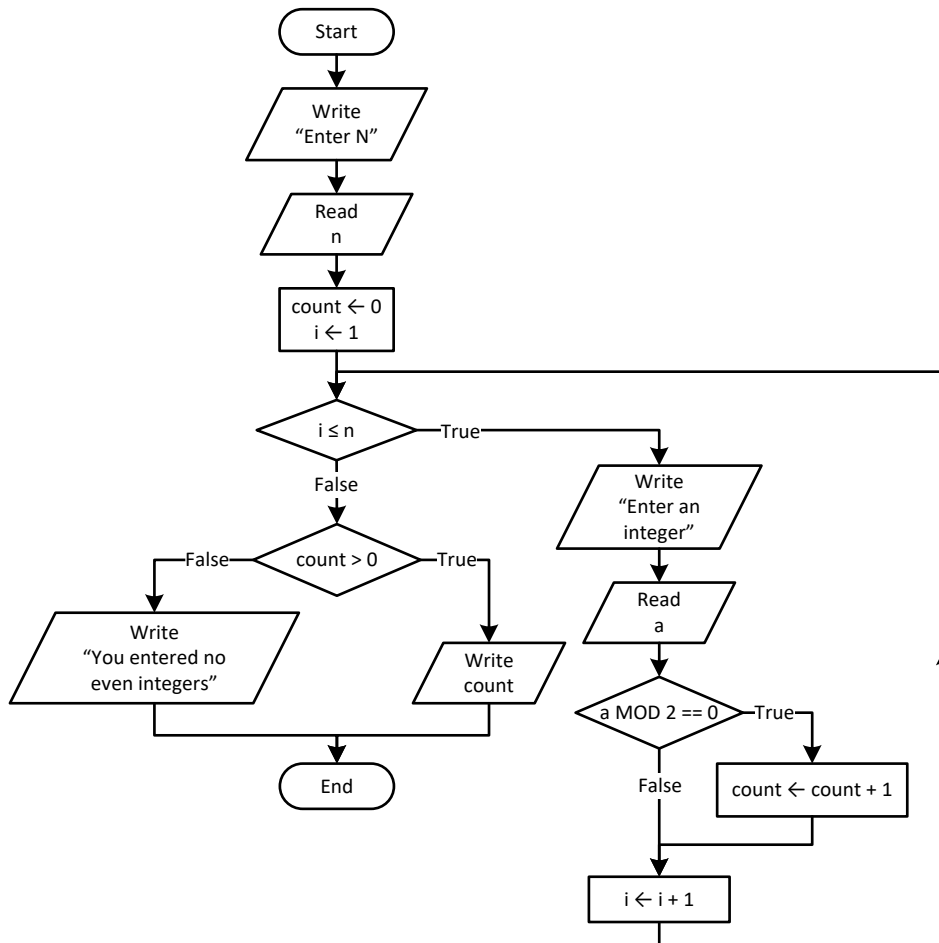 Start
Write
“Enter N”
Read
n
count ← 0
i ← 1
i ≤ n
True
False
Write
“Enter an
integer”
False
count > 0
True
Read
a
Write
“You entered no
even integers”
Write
count
a MOD 2 == 0
True
End
False
count ← count + 1
i ← i + 1